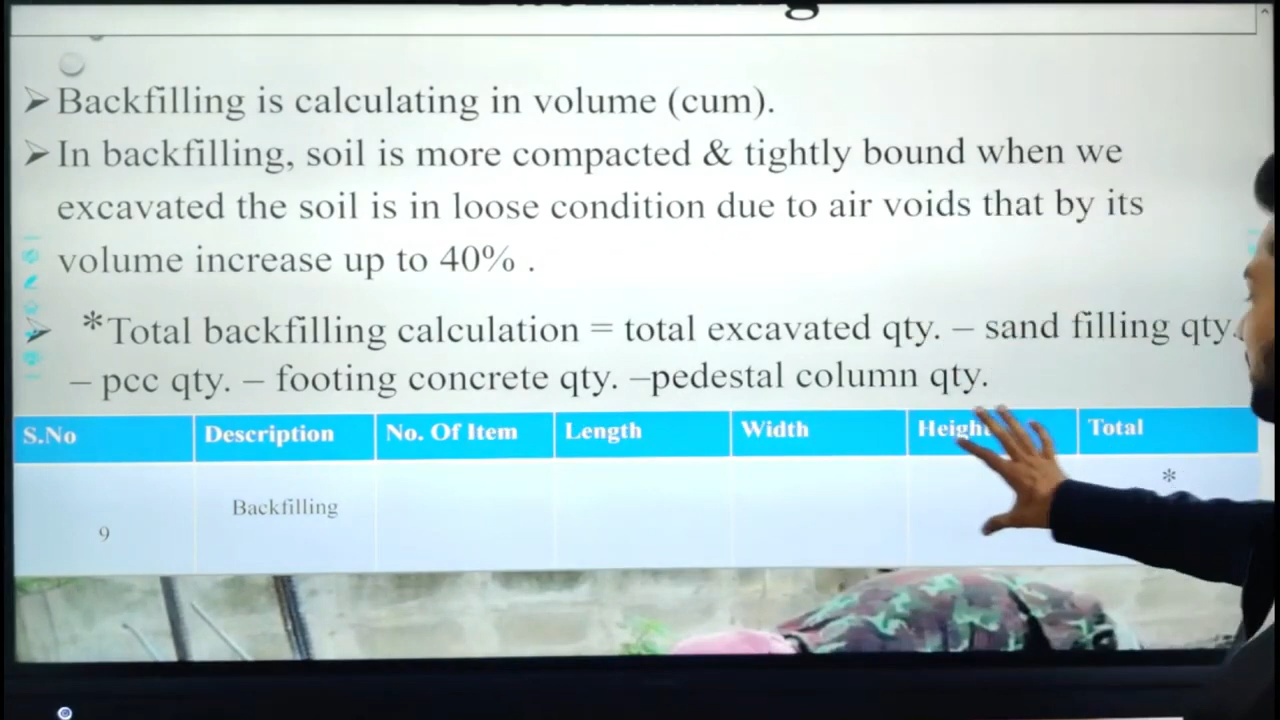 ➢ Backfilling is calculating in volume (cum).
➢ In backfilling, soil is more compacted & tightly bound when we
excavated the soil is in loose condition due to air voids that by its
volume increase up to 40% .
➢ *Total backfilling calculation = total excavated qty. – sand filling qty.
– pcc qty. – footing concrete qty. –pedestal column qty.
S.No Description No. Of Item Length Width Height Total
9 Backfilling *